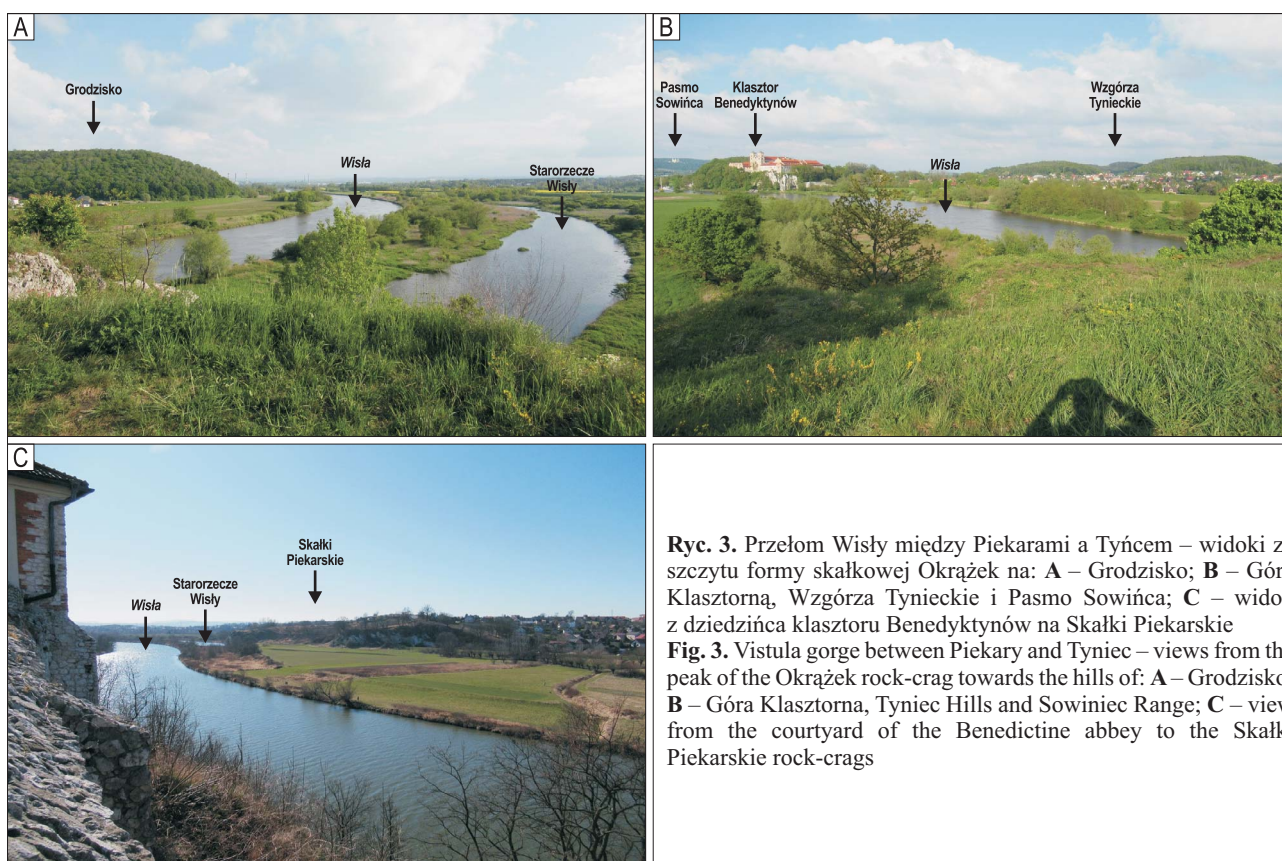 A
Grodzisko
Wisła
Starorzecze
Wisły
B
Pasmo
Sowińca
Klasztor
Benedyktynów
Wisła
Wzgórza
Tynieckie
C
Wisła
Starorzecze
Wisły
Skałki
Piekarskie
Ryc. 3. Przełom Wisły między Piekarami a Tyńcem – widoki z
szczytu formy skałkowej Okrążek na: A – Grodzisko; B – Gór
Klasztorną, Wzgórza Tynieckie i Pasmo Sowińca; C – wido
z dziedzińca klasztoru Benedyktynów na Skałki Piekarskie
Fig. 3. Vistula gorge between Piekary and Tyniec – views from th
peak of the Okrążek rock-crag towards the hills of: A – Grodzisko
B – Góra Klasztorna, Tyniec Hills and Sowiniec Range; C – view
from the courtyard of the Benedictine abbey to the Skałk
Piekarskie rock-crags